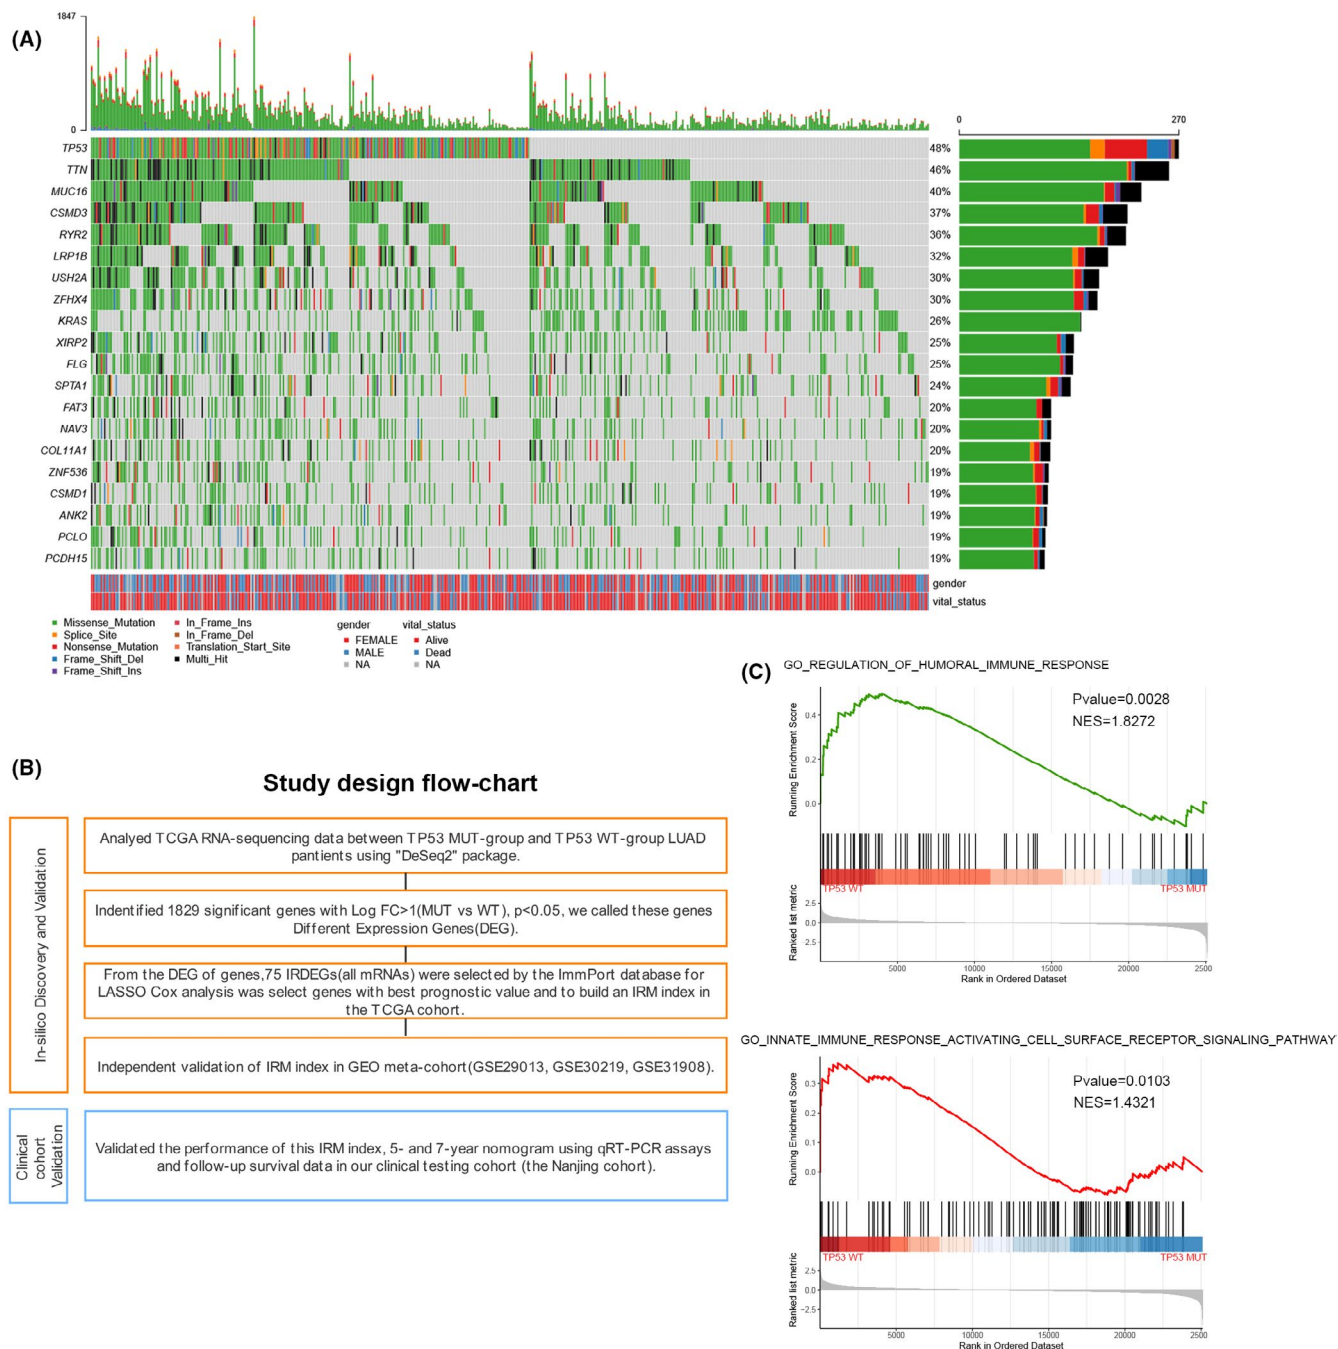 (A)
1847
0
0
270
TP53
48%
TTN
46%
MUC16
40%
CSMD3
37%
RYR2
36%
LRP1B
32%
USH2A
30%
ZFHX4
30%
KRAS
26%
XIRP2
25%
FLG
25%
SPTA1
24%
FAT3
20%
NAV3
20%
COL11A1
20%
ZNF536
19%
CSMD1
19%
ANK2
19%
PCLO
19%
PCDH15
19%
gender
vital_status
Missense_Mutation
Splice_Site
Nonsense_Mutation
Frame_Shift_Del
Frame_Shift_Ins
In_Frame_Ins
In_Frame_Del
Translation_Start_Site
Multi_Hit
gender
FEMALE
MALE
NA
vital_status
Alive
Dead
NA
(B)
Study design flow-chart
In-silico Discovery and Validation
Analyed TCGA RNA-sequencing data between TP53 MUT-group and TP53 WT-group LUAD
pantients using "DeSeq2" package.
Indentified 1829 significant genes with Log FC>1(MUT vs WT), p<0.05, we called these genes
Different Expression Genes(DEG).
From the DEG of genes,75 IRDEGs(all mRNAs) were selected by the ImmPort database for
LASSO Cox analysis was select genes with best prognostic value and to build an IRM index in
the TCGA cohort.
Independent validation of IRM index in GEO meta-cohort(GSE29013, GSE30219, GSE31908).
Clinical
cohort
Validation
Validated the performance of this IRM index, 5- and 7-year nomogram using qRT-PCR assays
and follow-up survival data in our clinical testing cohort (the Nanjing cohort).
(C)
GO_REGULATION_OF_HUMORAL_IMMUNE_RESPONSE
Pvalue=0.0028
NES=1.8272
Running Enrichment Score
0.4
0.2
0.0
TP53 WT
TP53 MUT
Ranked list metric
2.5
0.0
2.5
5000
10000
15000
20000
2500
Rank in Ordered Dataset
GO_INNATE_IMMUNE_RESPONSE_ACTIVATING_CELL_SURFACE_RECEPTOR_SIGNALING_PATHWAY
Pvalue=0.0103
NES=1.4321
Running Enrichment Score
0.3
0.2
0.1
0.0
TP53 WT
TP53 MUT
Ranked list metric
2.5
0.0
−2.5
5000
10000
15000
20000
2500
Rank in Ordered Dataset